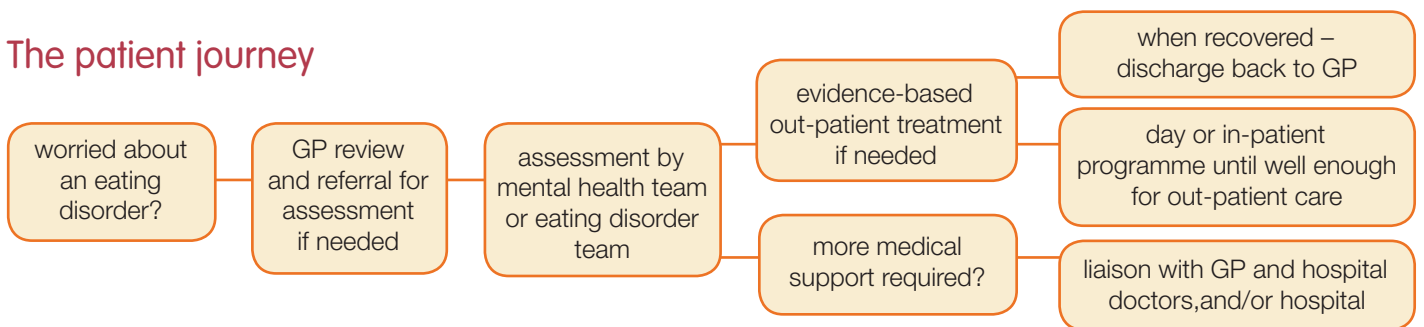 The patient journey
worried about
an eating
disorder?
GP review
and referral for
assessment
if needed
assessment by
mental health team
or eating disorder
team
evidence-based
out-patient treatment
if needed
more medical
support required?
when recovered –
discharge back to GP
day or in-patient
programme until well enough
for out-patient care
liaison with GP and hospital
doctors,and/or hospital